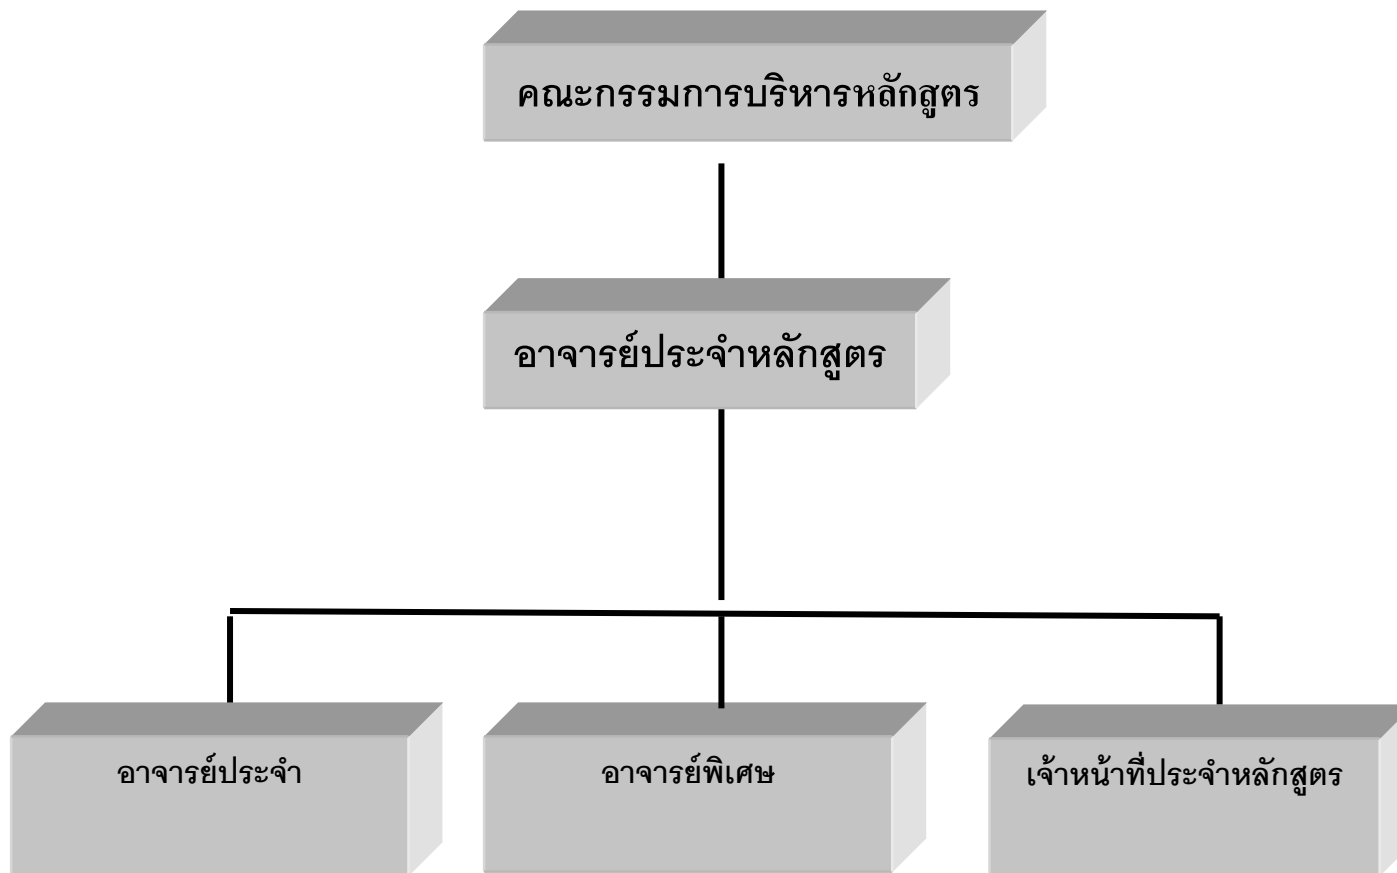 คณะกรรมการบริหารหลักสูตร
อาจารย์ประจำหลักสูตร
อาจารย์ประจำ
อาจารย์พิเศษ
เจ้าหน้าที่ประจำหลักสูตร